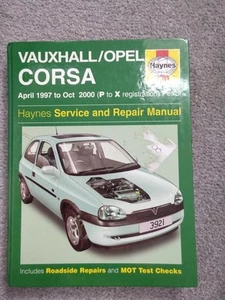 VAUXHALL/OPEL
CORSA
Haynes
April 1997 to Oct 2000 (P to X registrations)
Haynes Service and Repair Manual
3921
Includes Roadside Repairs and MOT Test Checks